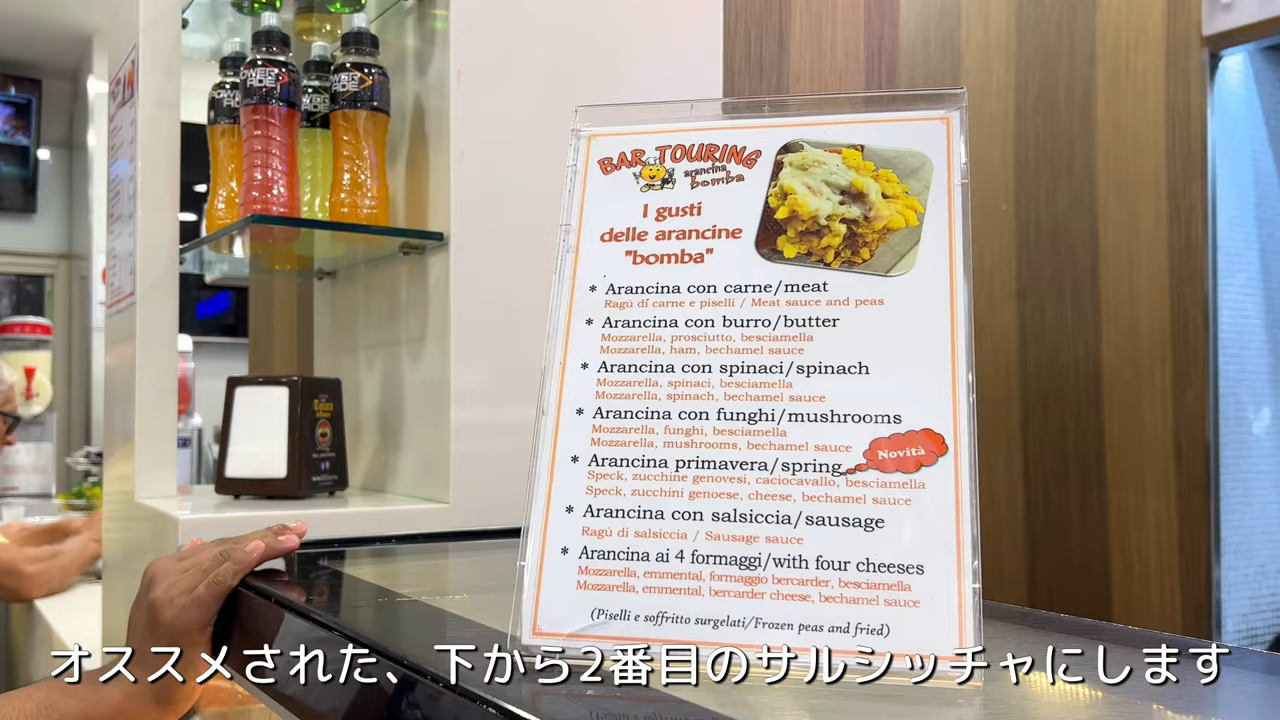 POWERADE
POWERADE
POWERADE
BAR TOURING
arancina
bomba
I gusti
delle arancine
"bomba"
* Arancina con carne/meat
Ragù di carne e piselli / Meat sauce and peas
* Arancina con burro/butter
Mozzarella, prosciutto, besciamella
Mozzarella, ham, bechamel sauce
* Arancina con spinaci/spinach
Mozzarella, spinaci, besciamella
Mozzarella, spinach, bechamel sauce
* Arancina con funghi/mushrooms
Mozzarella, funghi, besciamella
Mozzarella, mushrooms, bechamel sauce
Novità
* Arancina primavera/spring
Speck, zucchine genovesi, caciocavallo, besciamella
Speck, zucchini genoese, cheese, bechamel sauce
* Arancina con salsiccia/sausage
Ragù di salsiccia / Sausage sauce
* Arancina ai 4 formaggi/with four cheeses
Mozzarella, emmental, formaggio bercarder, besciamella
Mozzarella, emmental, bercarder cheese, bechamel sauce
(Piselli e soffritto surgelati/Frozen peas and fried)
オススメされた、下から2番目のサルシッチャにします